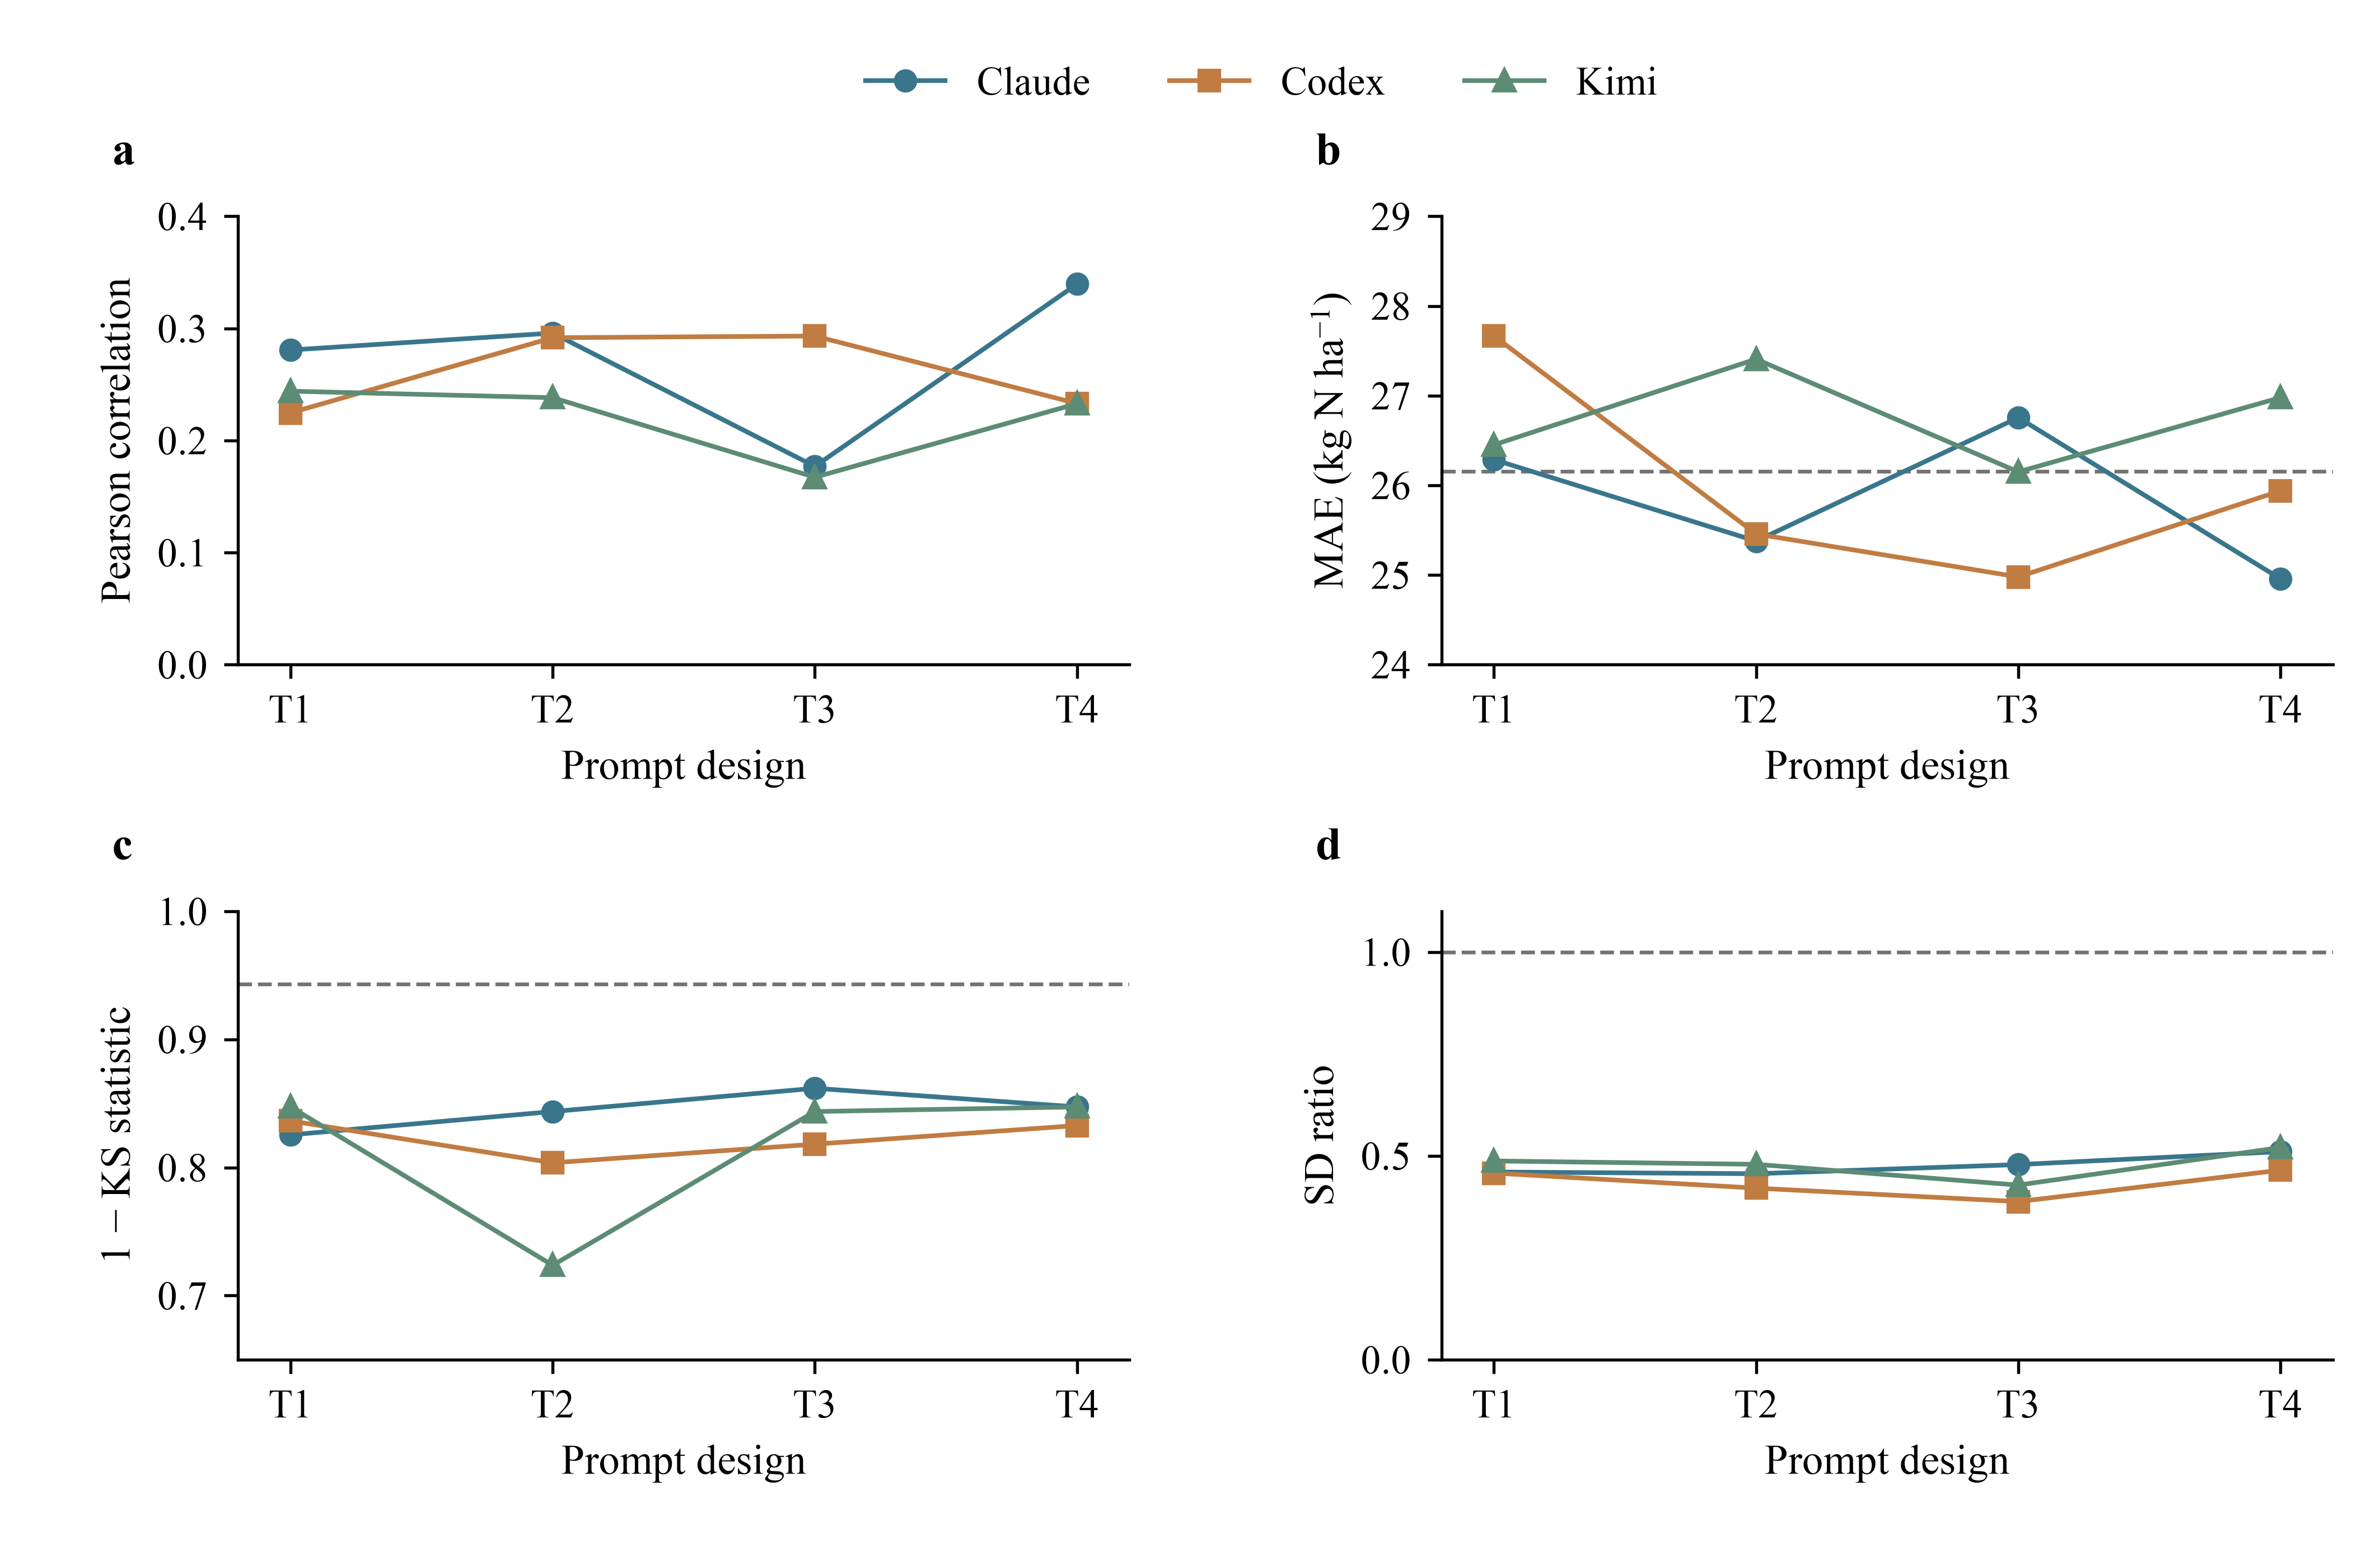 Claude Codex Kimi
a
0.4
0.3
0.2
0.1
0.0
Pearson correlation
T1 T2 T3 T4
Prompt design
b
29
28
27
26
25
24
MAE (kg N ha⁻¹)
T1 T2 T3 T4
Prompt design
c
1.0
0.9
0.8
0.7
1 − KS statistic
T1 T2 T3 T4
Prompt design
d
1.0
0.5
0.0
SD ratio
T1 T2 T3 T4
Prompt design